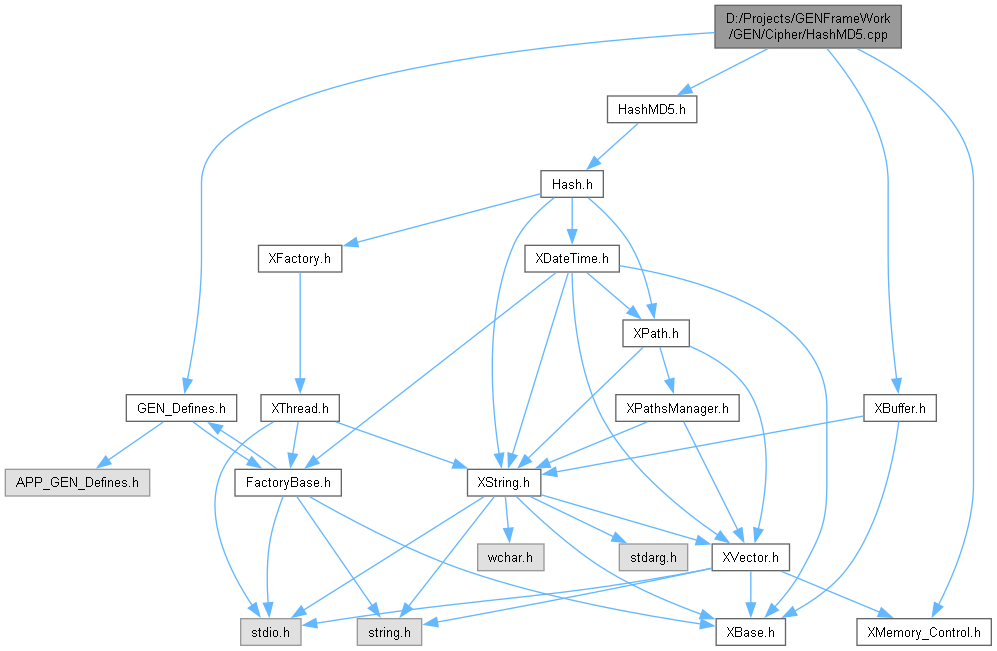 D:/Projects/GENFrameWork
/GEN/Cipher/HashMD5.cpp
HashMD5.h
Hash.h
XFactory.h
XDateTime.h
XPath.h
GEN_Defines.h
XThread.h
XPathsManager.h
XBuffer.h
APP_GEN_Defines.h
FactoryBase.h
XString.h
wchar.h
stdarg.h
XVector.h
stdio.h
string.h
XBase.h
XMemory_Control.h